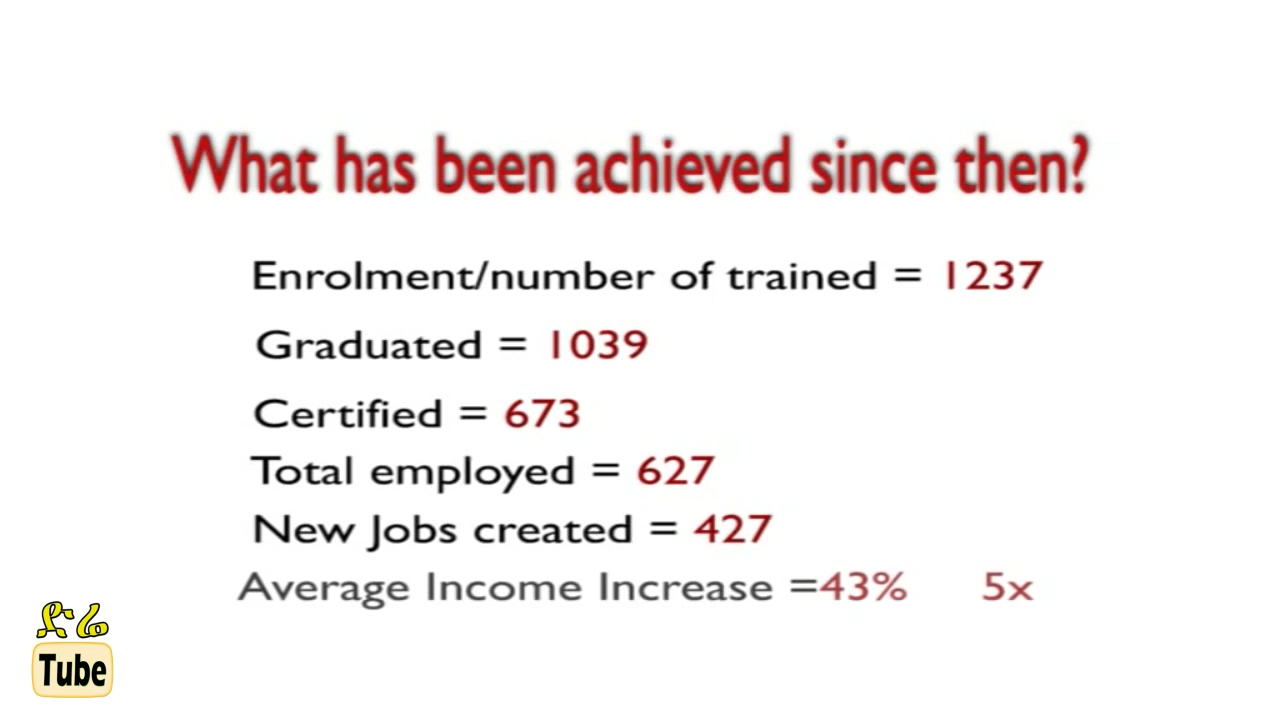 What has been achieved since then?
Enrolment/number of trained = 1237
Graduated = 1039
Certified = 673
Total employed = 627
New Jobs created = 427
Average Income Increase =43% 5x
ድሬ
Tube